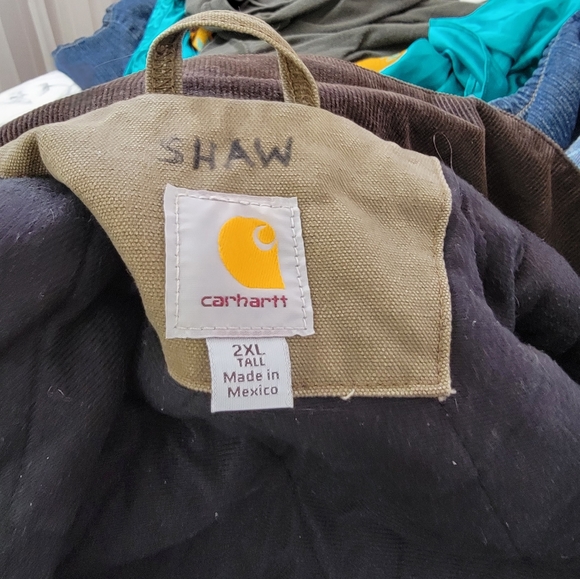 SHAW
carhartt
2XL
TALL
Made in
Mexico